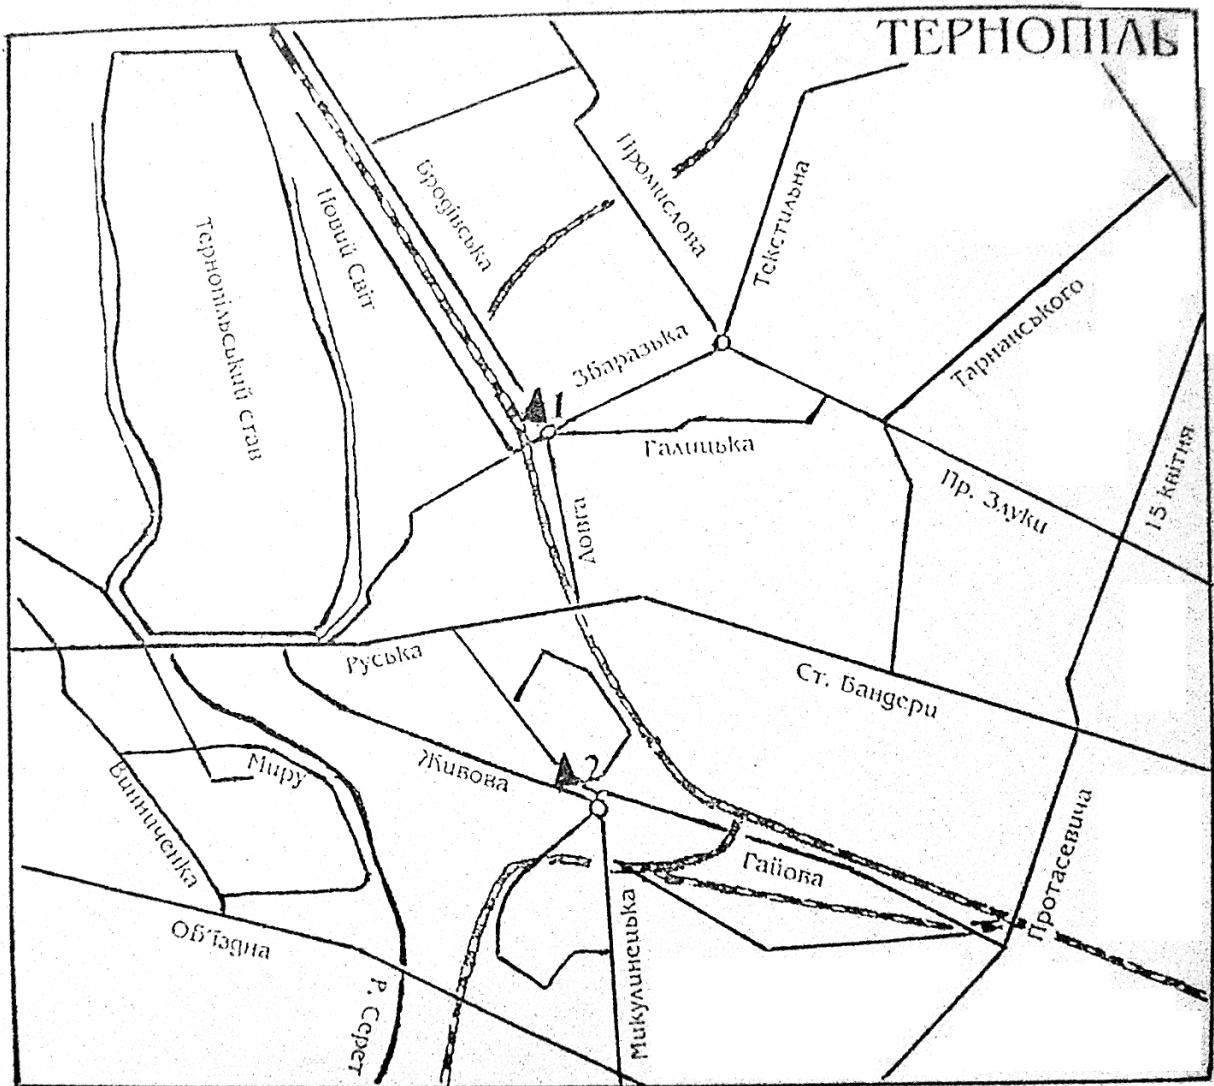 ТЕРНОПІЛЬ
Промислова
Текстильна
Бродівська
Новий Світ
Тернопільський став
Тарнавського
Збаразька
1
Галицька
15 квітня
Пр. Злуки
Довга
Руська
Ст. Бандери
Живова
2
Миру
Винниченка
Гайова
Протасевича
Об'їздна
Микулинецька
Р. Серет